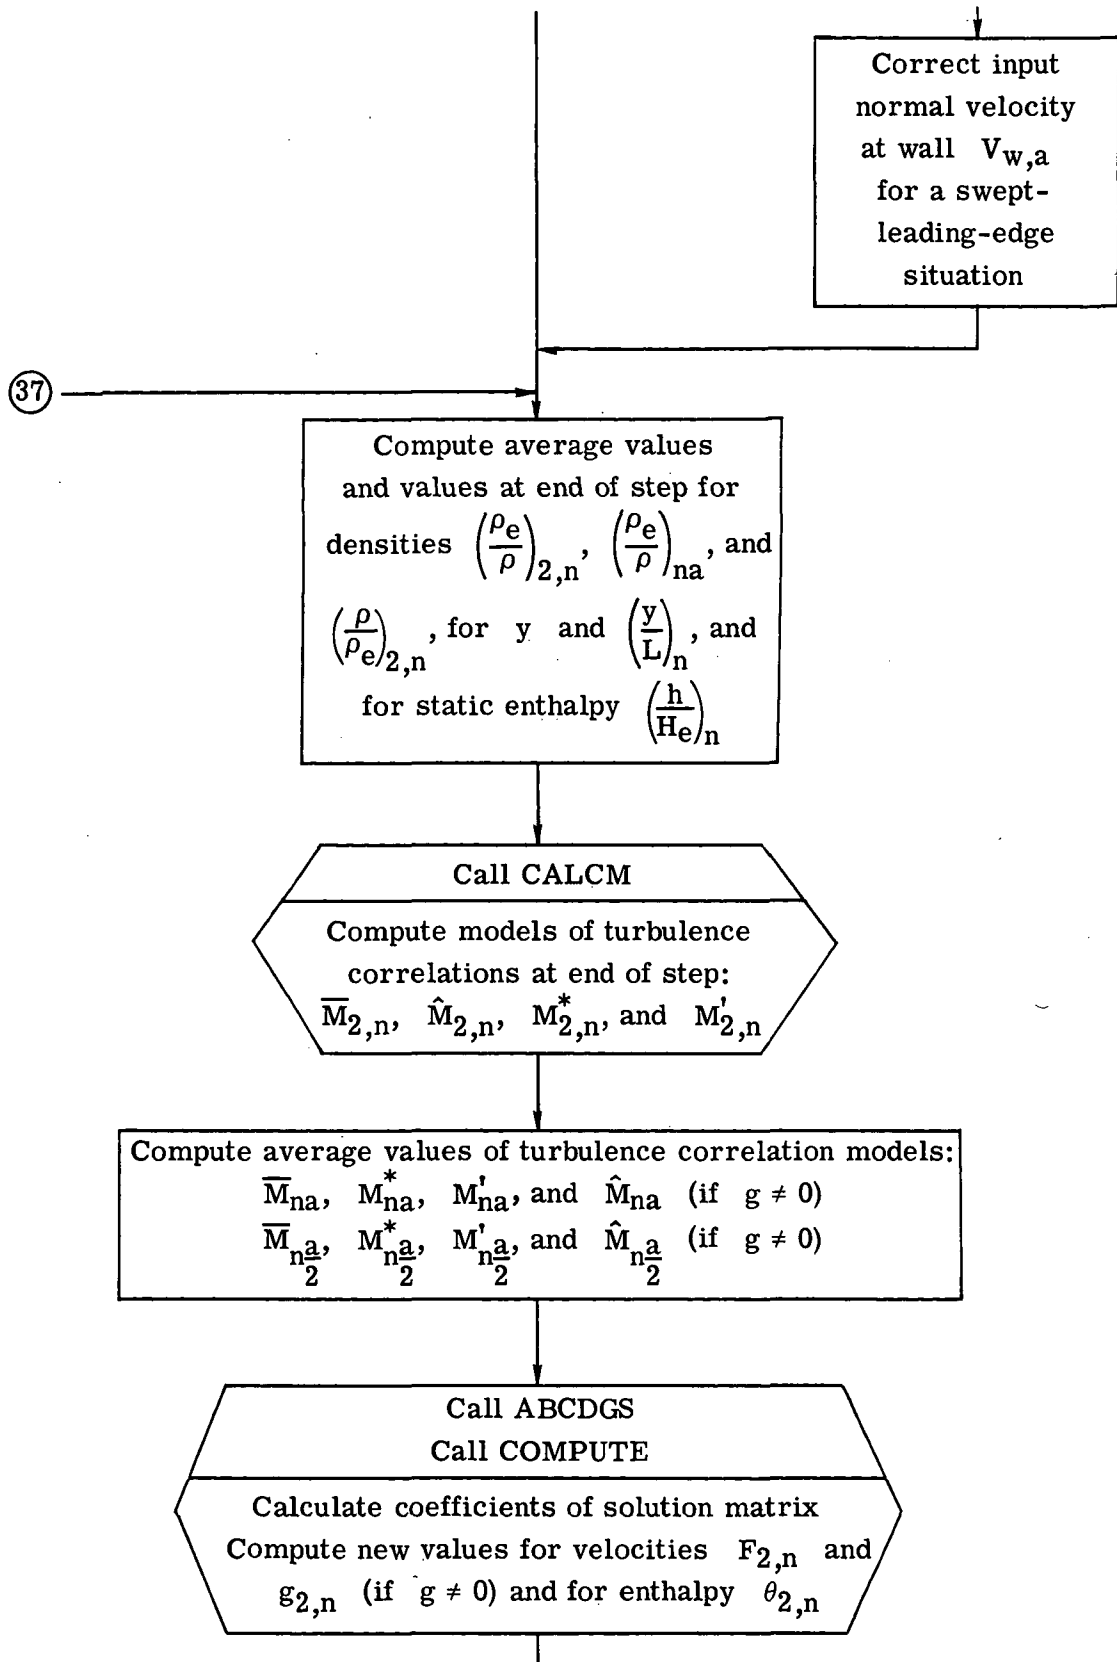 Correct input
normal velocity
at wall V_{w,a}
for a swept-
leading-edge
situation
37
Compute average values
and values at end of step for
densities (ρ_e/ρ)_{2,n}, (ρ_e/ρ)_{na}, and
(ρ/ρ_e)_{2,n}, for y and (y/L)_n, and
for static enthalpy (h/H_e)_n
Call CALCM
Compute models of turbulence
correlations at end of step:
M̅_{2,n}, M̂_{2,n}, M*_{2,n}, and M'_{2,n}
Compute average values of turbulence correlation models:
M̅_{na}, M*_{na}, M'_{na}, and M̂_{na} (if g ≠ 0)
M̅_{n a/2}, M*_{n a/2}, M'_{n a/2}, and M̂_{n a/2} (if g ≠ 0)
Call ABCDGS
Call COMPUTE
Calculate coefficients of solution matrix
Compute new values for velocities F_{2,n} and
g_{2,n} (if g ≠ 0) and for enthalpy θ_{2,n}